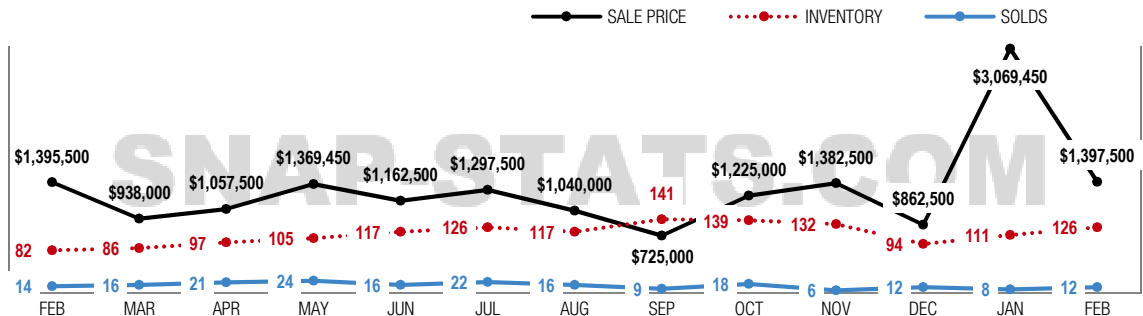 SALE PRICE INVENTORY SOLDS
SNAP-STATS.COM
$1,395,500 $938,000 $1,057,500 $1,369,450 $1,162,500 $1,297,500 $1,040,000 $725,000 $1,225,000 $1,382,500 $862,500 $3,069,450 $1,397,500
82 86 97 105 117 126 117 141 139 132 94 111 126
14 16 21 24 16 22 16 9 18 6 12 8 12
FEB MAR APR MAY JUN JUL AUG SEP OCT NOV DEC JAN FEB